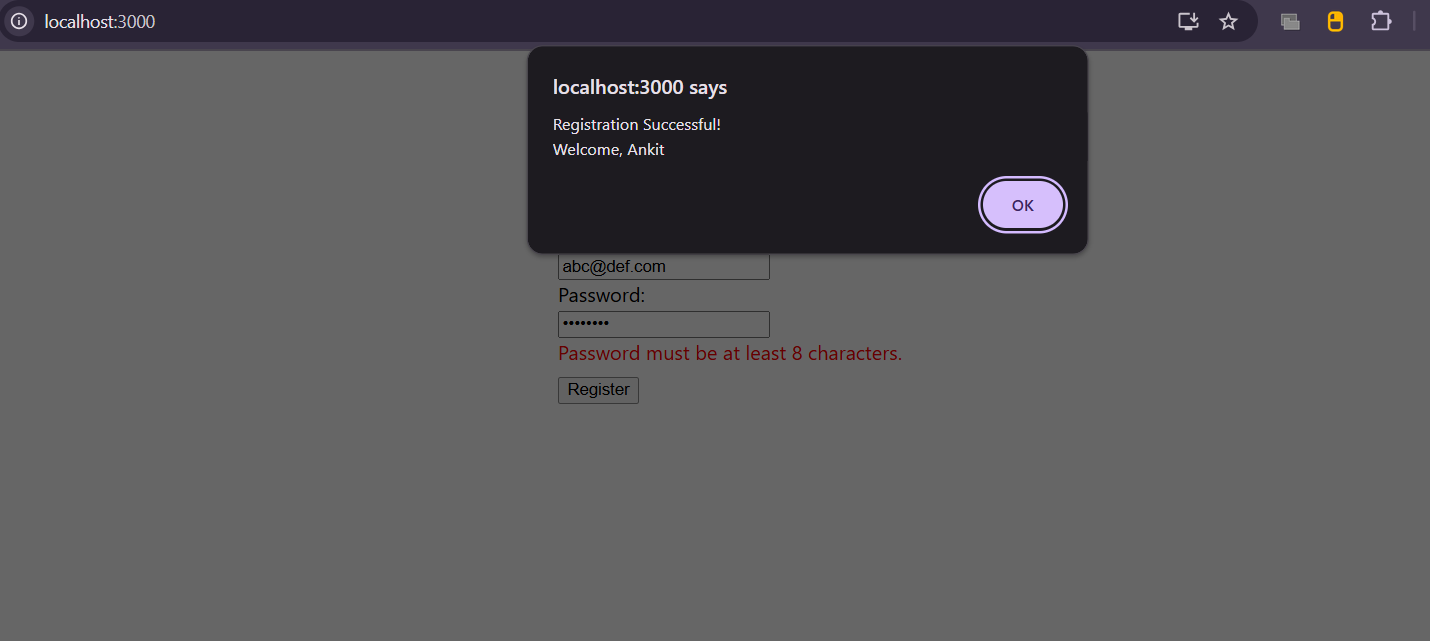 localhost:3000
localhost:3000 says
Registration Successful!
Welcome, Ankit
OK
abc@def.com
Password:
••••••••
Password must be at least 8 characters.
Register